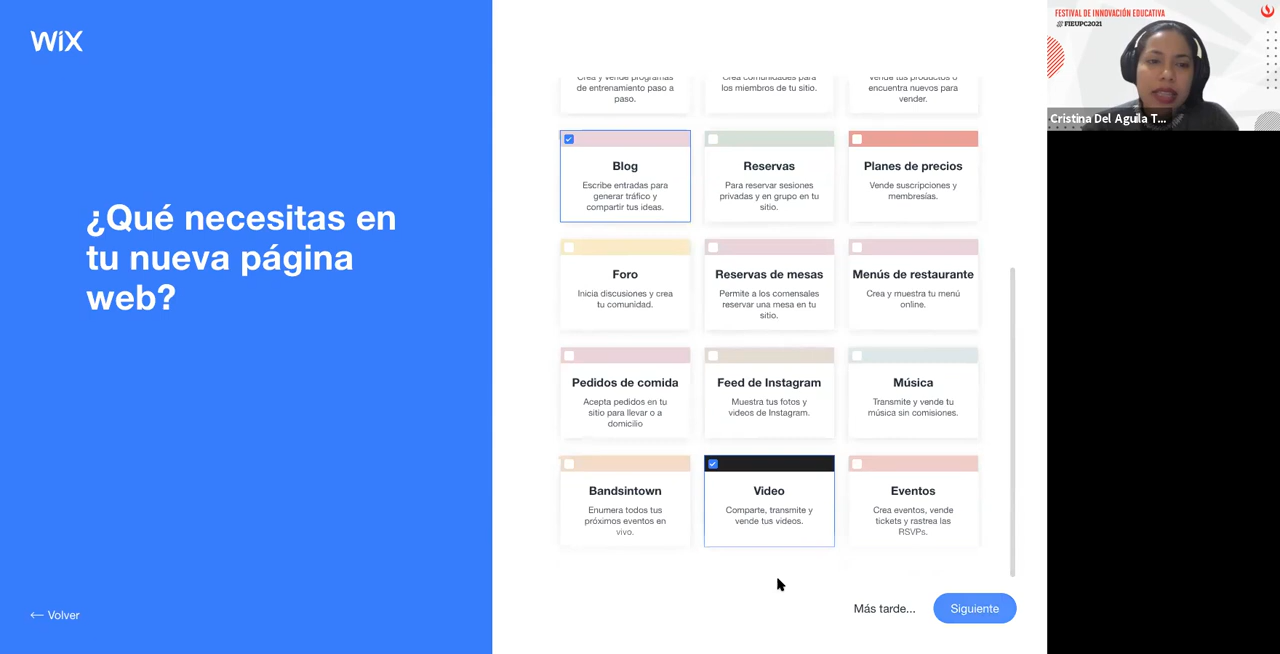 WiX
¿Qué necesitas en
tu nueva página
web?
← Volver
Crea y vende programas
de entrenamiento paso a
paso.
Crea comunidades para
los miembros de tu sitio.
Vende tus productos o
encuentra nuevos para
vender.
Blog
Escribe entradas para
generar tráfico y
compartir tus ideas.
Reservas
Para reservar sesiones
privadas y en grupo en tu
sitio.
Planes de precios
Vende suscripciones y
membresías.
Foro
Inicia discusiones y crea
tu comunidad.
Reservas de mesas
Permite a los comensales
reservar una mesa en tu
sitio.
Menús de restaurante
Crea y muestra tu menú
online.
Pedidos de comida
Acepta pedidos en tu
sitio para llevar o a
domicilio
Feed de Instagram
Muestra tus fotos y
videos de Instagram.
Música
Transmite y vende tu
música sin comisiones.
Bandsintown
Enumera todos tus
próximos eventos en
vivo.
Video
Comparte, transmite y
vende tus videos.
Eventos
Crea eventos, vende
tickets y rastrea las
RSVPs.
Más tarde...
Siguiente
FESTIVAL DE INNOVACIÓN EDUCATIVA
#FIEUPC2021
Cristina Del Aguila T...